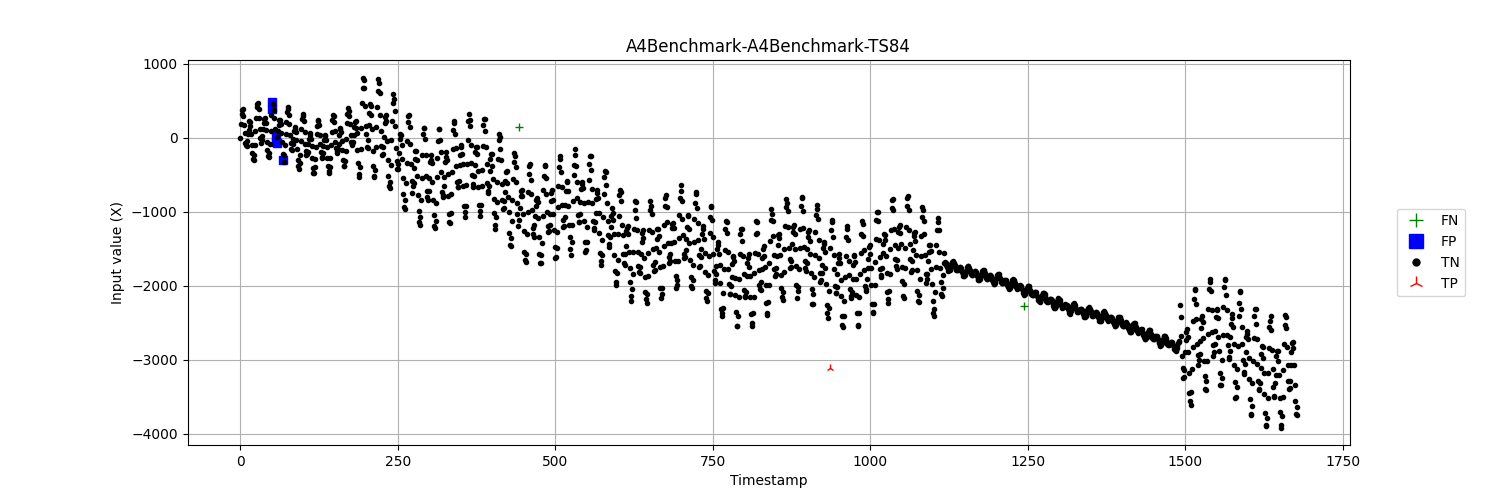 A4Benchmark-A4Benchmark-TS84
Input value (X)
1000
0
−1000
−2000
−3000
−4000
0 250 500 750 1000 1250 1500 1750
Timestamp
FN
FP
TN
TP